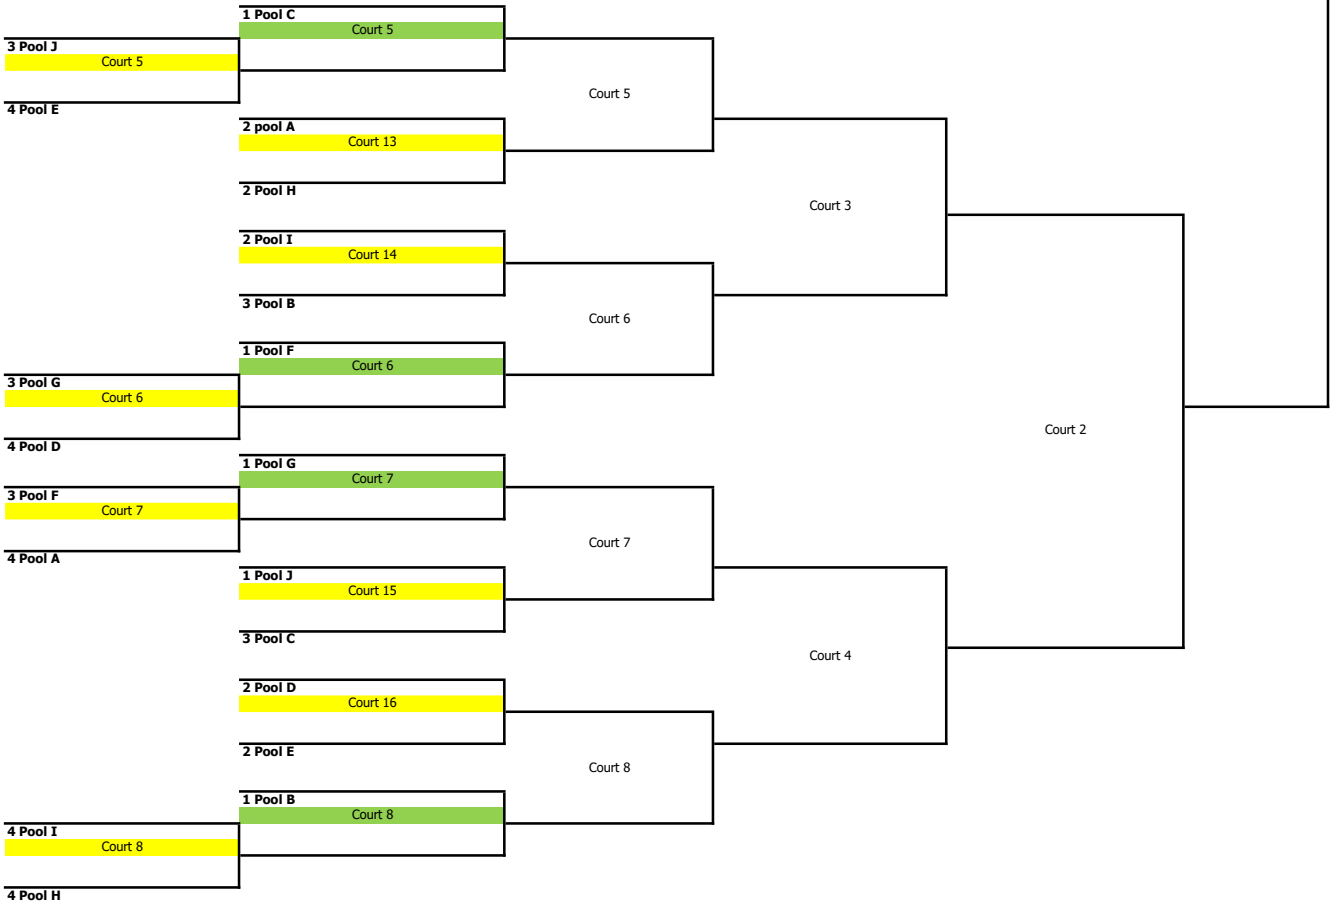 1 Pool C
Court 5
3 Pool J
Court 5
Court 5
4 Pool E
2 pool A
Court 13
2 Pool H
Court 3
2 Pool I
Court 14
3 Pool B
Court 6
1 Pool F
Court 6
3 Pool G
Court 6
Court 2
4 Pool D
1 Pool G
Court 7
3 Pool F
Court 7
Court 7
4 Pool A
1 Pool J
Court 15
3 Pool C
Court 4
2 Pool D
Court 16
2 Pool E
Court 8
1 Pool B
Court 8
4 Pool I
Court 8
4 Pool H